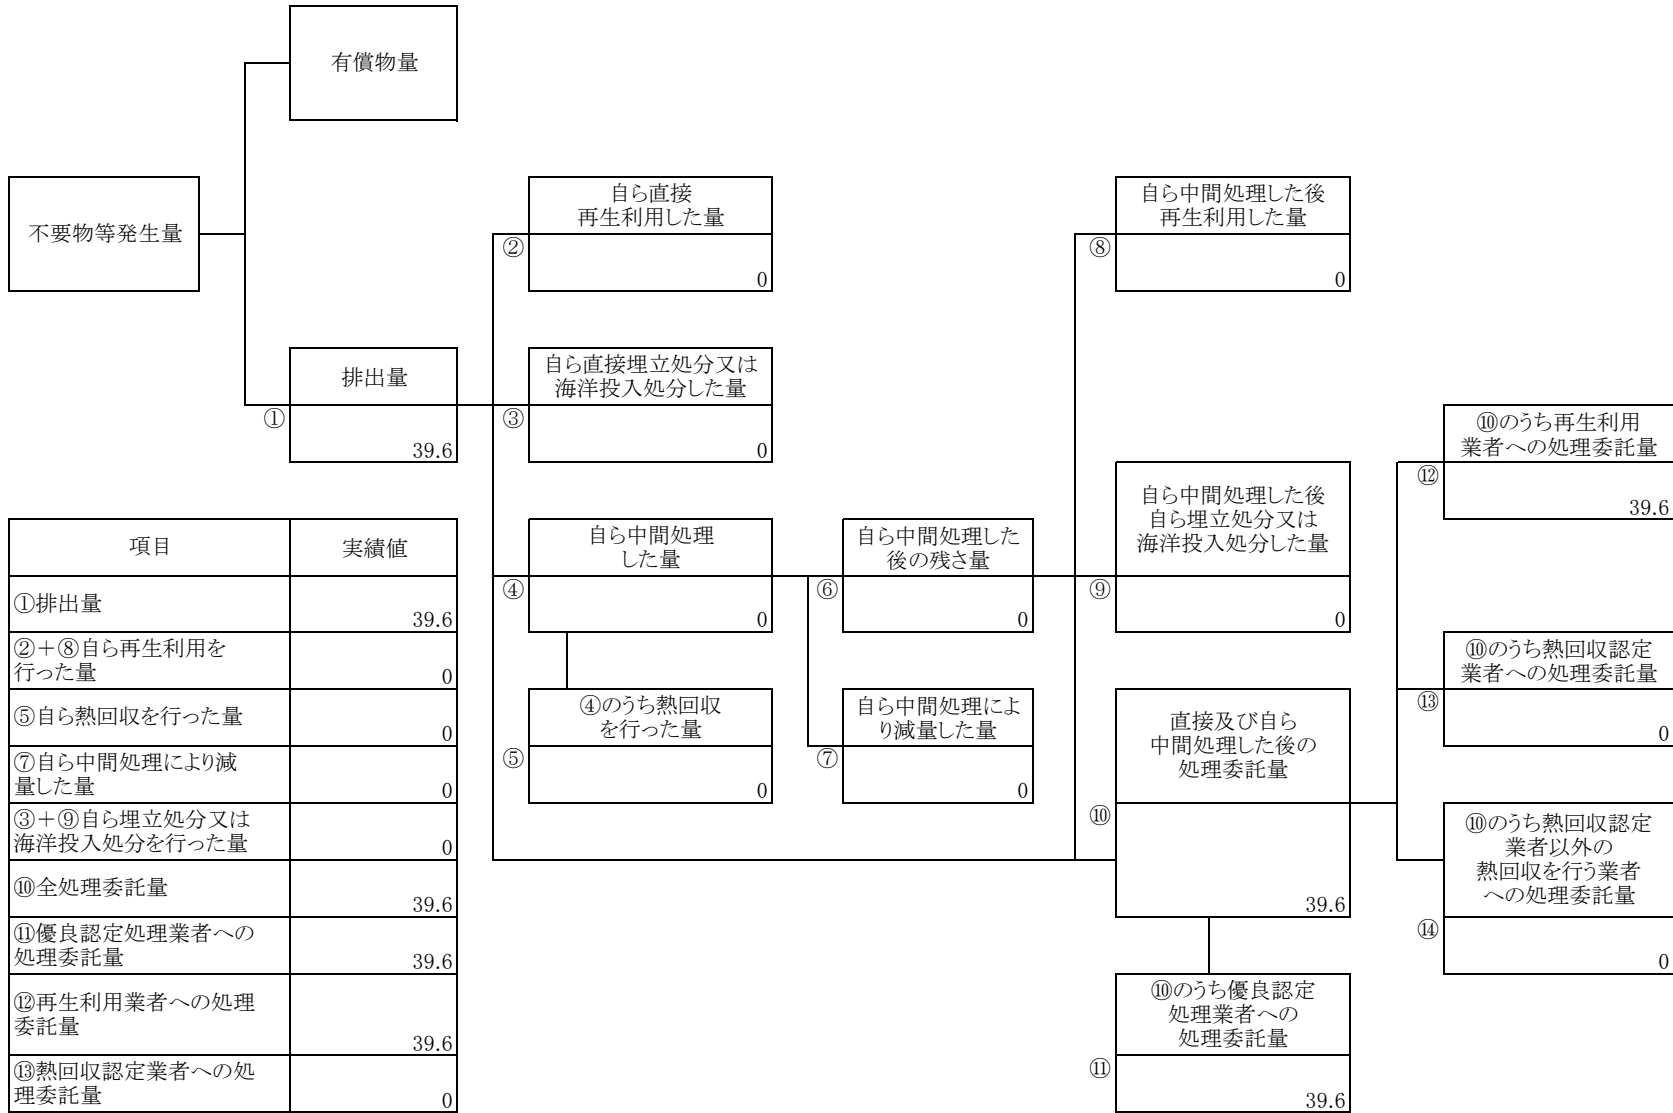 有償物量
不要物等発生量
自ら直接
再生利用した量
②
0
自ら中間処理した後
再生利用した量
⑧
0
排出量
①
39.6
自ら直接埋立処分又は
海洋投入処分した量
③
0
⑩のうち再生利用
業者への処理委託量
⑫
39.6
自ら中間処理
した量
④
0
自ら中間処理した
後の残さ量
⑥
0
自ら中間処理した後
自ら埋立処分又は
海洋投入処分した量
⑨
0
⑩のうち熱回収認定
業者への処理委託量
⑬
0
④のうち熱回収
を行った量
⑤
0
自ら中間処理によ
り減量した量
⑦
0
直接及び自ら
中間処理した後の
処理委託量
⑩
39.6
⑩のうち熱回収認定
業者以外の
熱回収を行う業者
への処理委託量
⑭
0
⑩のうち優良認定
処理業者への
処理委託量
⑪
39.6
項目 実績値
①排出量 39.6
②＋⑧自ら再生利用を
行った量 0
⑤自ら熱回収を行った量 0
⑦自ら中間処理により減
量した量 0
③＋⑨自ら埋立処分又は
海洋投入処分を行った量 0
⑩全処理委託量 39.6
⑪優良認定処理業者への
処理委託量 39.6
⑫再生利用業者への処理
委託量 39.6
⑬熱回収認定業者への処
理委託量 0